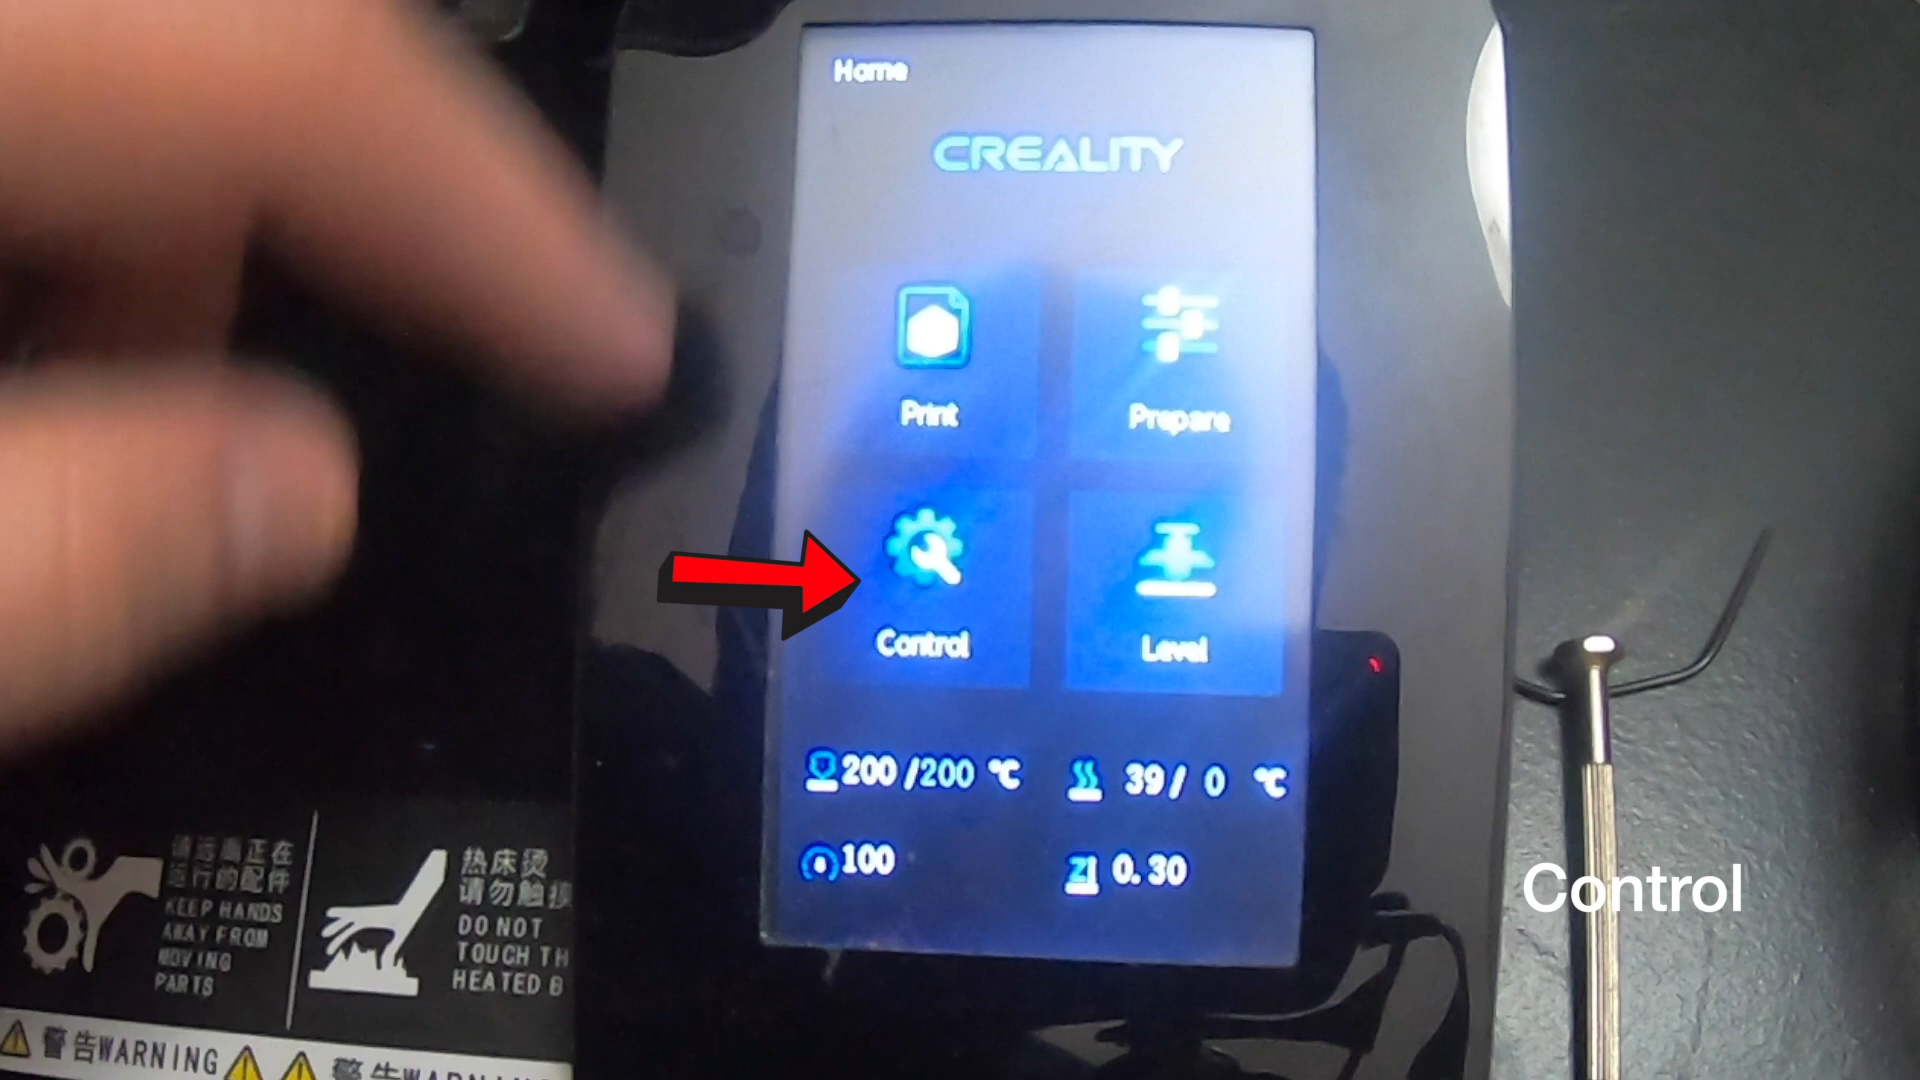 Home
CREALITY
Print
Prepare
Control
Level
200 /200 ℃
39/ 0 ℃
100
Z 0.30
Control
请远离正在
运行的配件
KEEP HANDS
AWAY FROM
MOVING
PARTS
热床烫
请勿触摸
DO NOT
TOUCH TH
HEATED B
警告WARNING
警告WARNING